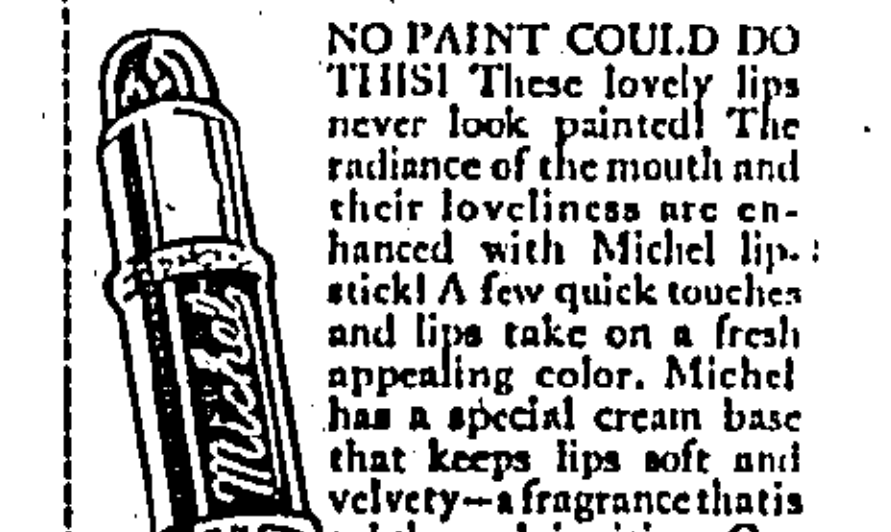 NO PAINT COULD DO
THIS! These lovely lips
never look painted! The
radiance of the mouth and
their loveliness are en-
hanced with Michel lip-
stick! A few quick touches
and lips take on a fresh
appealing color. Michel
has a special cream base
that keeps lips soft and
velvety—a fragrance that is
Michel